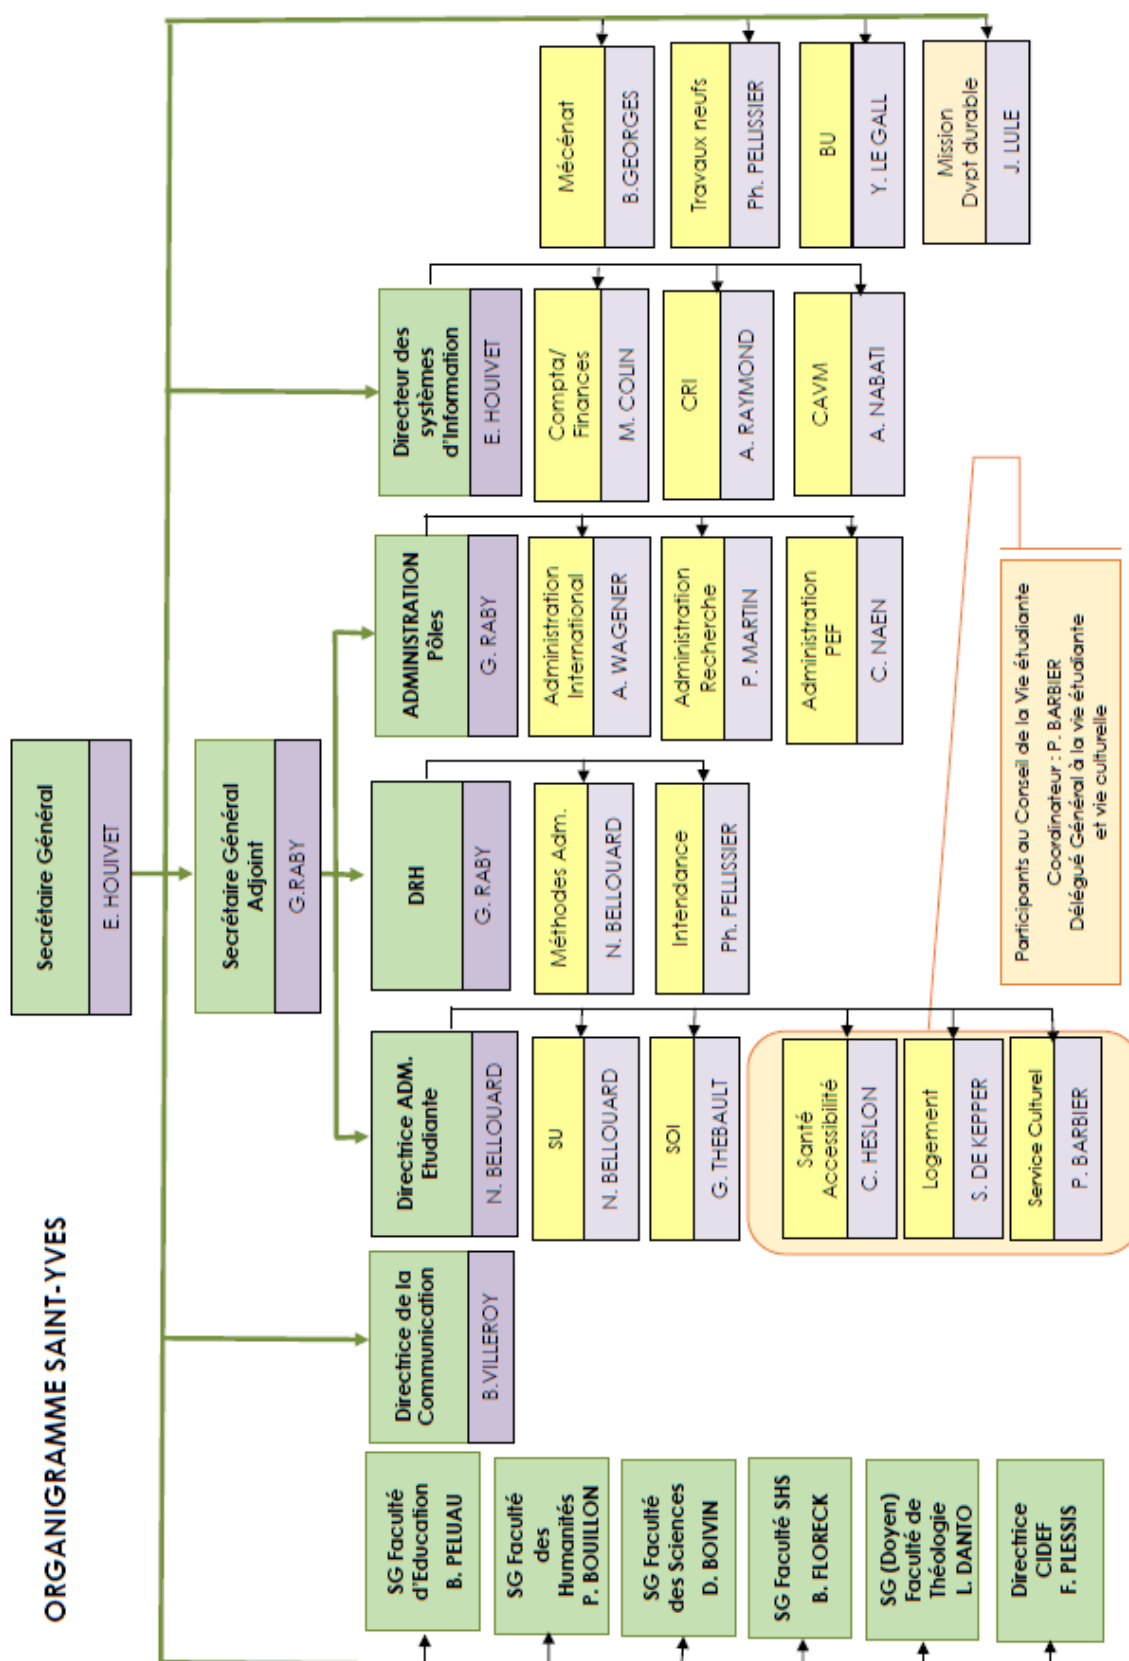 ORGANIGRAMME SAINT-YVES
Secrétaire Général
E. HOUIVET
Secrétaire Général
Adjoint
G.RABY
SG Faculté
d'Education
B. PELUAU
SG Faculté
des
Humanités
P. BOUILLON
SG Faculté
des Sciences
D. BOIVIN
SG Faculté SHS
B. FLORECK
SG (Doyen)
Faculté de
Théologie
L. DANTO
Directrice
CIDEF
F. PLESSIS
Directrice de la
Communication
B.VILLEROY
Directrice ADM.
Etudiante
N. BELLOUARD
SU
N. BELLOUARD
SOI
G. THEBAULT
Santé
Accessibilité
C. HESLON
Logement
S. DE KEPPER
Service Culturel
P. BARBIER
DRH
G. RABY
Méthodes Adm.
N. BELLOUARD
Intendance
Ph. PELLISSIER
ADMINISTRATION
Pôles
G. RABY
Administration
International
A. WAGENER
Administration
Recherche
P. MARTIN
Administration
PEF
C. NAEN
Directeur des
systèmes
d'Information
E. HOUIVET
Compta/
Finances
M. COLIN
CRI
A. RAYMOND
CAVM
A. NABATI
Mécénat
B.GEORGES
Travaux neufs
Ph. PELLISSIER
BU
Y. LE GALL
Mission
Dvpt durable
J. LULE
Participants au Conseil de la Vie étudiante
Coordinateur : P. BARBIER
Délégué Général à la vie étudiante
et vie culturelle